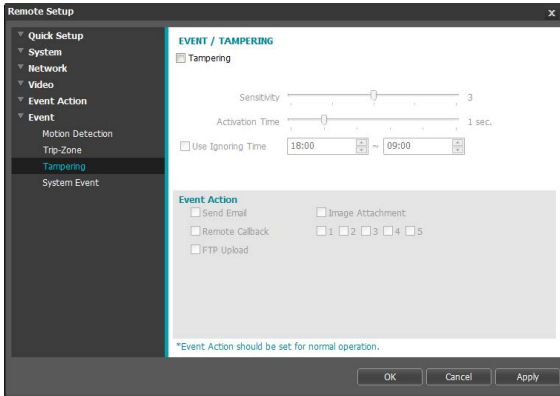 Remote Setup x
Quick Setup
System
Network
Video
Event Action
Event
Motion Detection
Trip-Zone
Tampering
System Event
EVENT / TAMPERING
Tampering
Sensitivity 3
Activation Time 1 sec.
Use Ignoring Time 18:00 ~ 09:00
Event Action
Send Email Image Attachment
Remote Callback 1 2 3 4 5
FTP Upload
*Event Action should be set for normal operation.
OK Cancel Apply